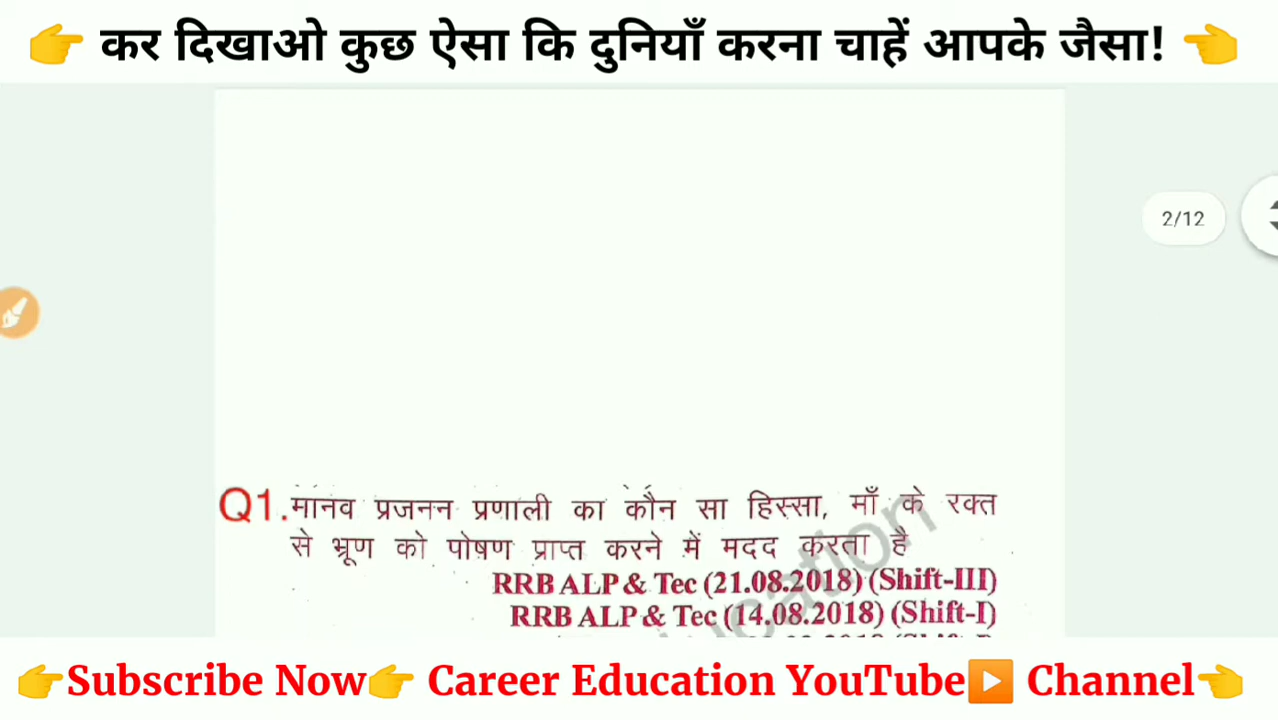 👉 कर दिखाओ कुछ ऐसा कि दुनियाँ करना चाहें आपके जैसा! 👈
2/12
Q1. मानव प्रजनन प्रणाली का कौन सा हिस्सा, माँ के रक्त
से भ्रूण को पोषण प्राप्त करने में मदद करता है
RRB ALP & Tec (21.08.2018) (Shift-III)
RRB ALP & Tec (14.08.2018) (Shift-I)
👉Subscribe Now👉 Career Education YouTube▶️ Channel👈